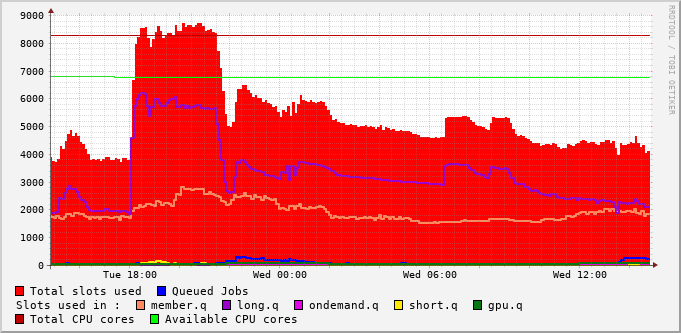 RRDTOOL / TOBI OETIKER
9000
8000
7000
6000
5000
4000
3000
2000
1000
0
Tue 18:00 Wed 00:00 Wed 06:00 Wed 12:00
Total slots used Queued Jobs
Slots used in : member.q long.q ondemand.q short.q gpu.q
Total CPU cores Available CPU cores